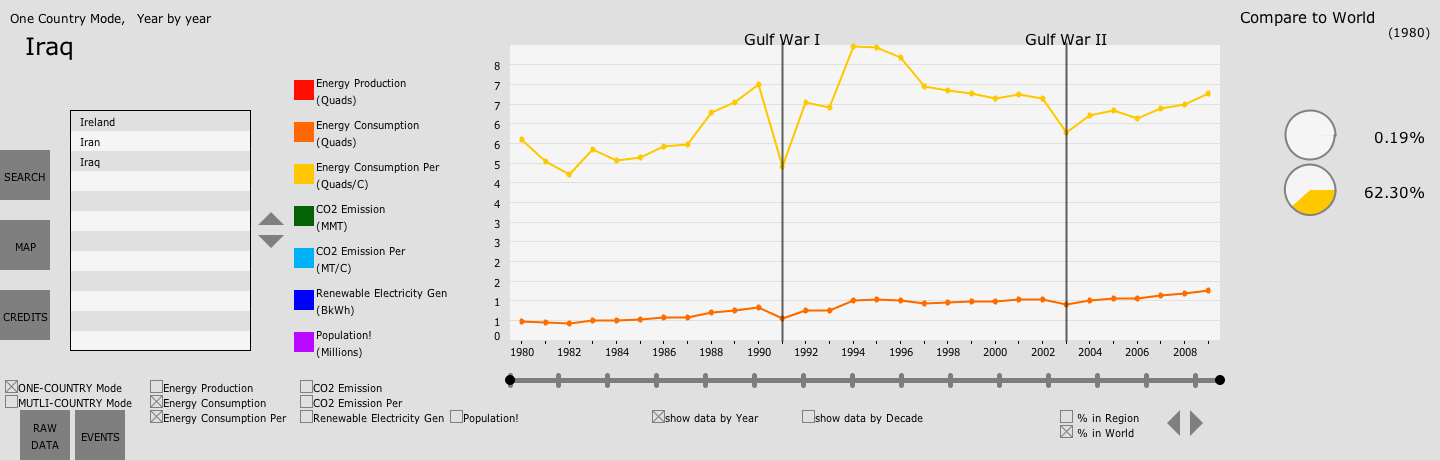 One Country Mode,   Year by year
Iraq
Compare to World
(1980)
Gulf War I
Gulf War II
Ireland
Iran
Iraq
SEARCH
MAP
CREDITS
Energy Production
(Quads)
Energy Consumption
(Quads)
Energy Consumption Per
(Quads/C)
CO2 Emission
(MMT)
CO2 Emission Per
(MT/C)
Renewable Electricity Gen
(BkWh)
Population!
(Millions)
8
7
7
6
6
5
4
4
3
3
2
2
1
1
0
1980 1982 1984 1986 1988 1990 1992 1994 1996 1998 2000 2002 2004 2006 2008
0.19%
62.30%
ONE-COUNTRY Mode
MUTLI-COUNTRY Mode
RAW
DATA
EVENTS
Energy Production
Energy Consumption
Energy Consumption Per
CO2 Emission
CO2 Emission Per
Renewable Electricity Gen
Population!
show data by Year
show data by Decade
% in Region
% in World